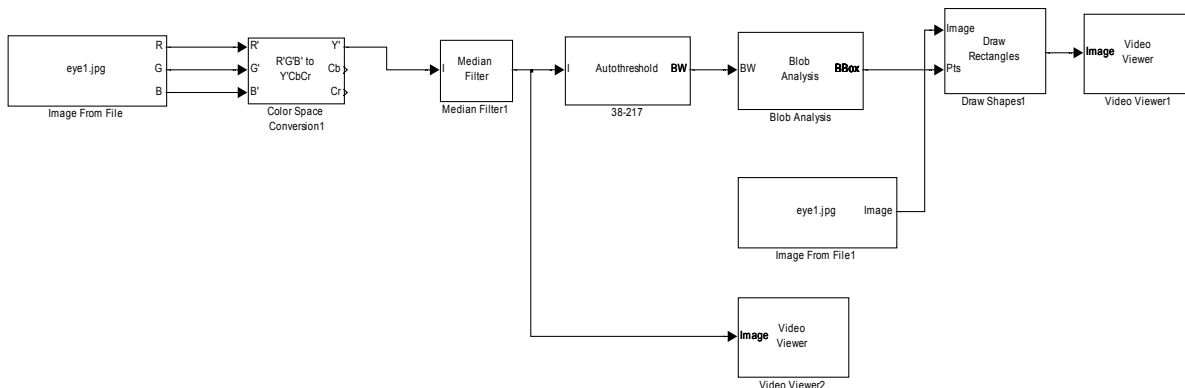 eye1.jpg
R
G
B
Image From File
R'
G'
B'
R'G'B' to
Y'CbCr
Y'
Cb
Cr
Color Space
Conversion1
I
Median
Filter
Median Filter1
I
Autothreshold
BW
38-217
BW
Blob
Analysis
BBox
Blob Analysis
Image
Pts
Draw
Rectangles
Draw Shapes1
Image
Video
Viewer
Video Viewer1
eye1.jpg
Image
Image From File1
Image
Video
Viewer
Video Viewer2